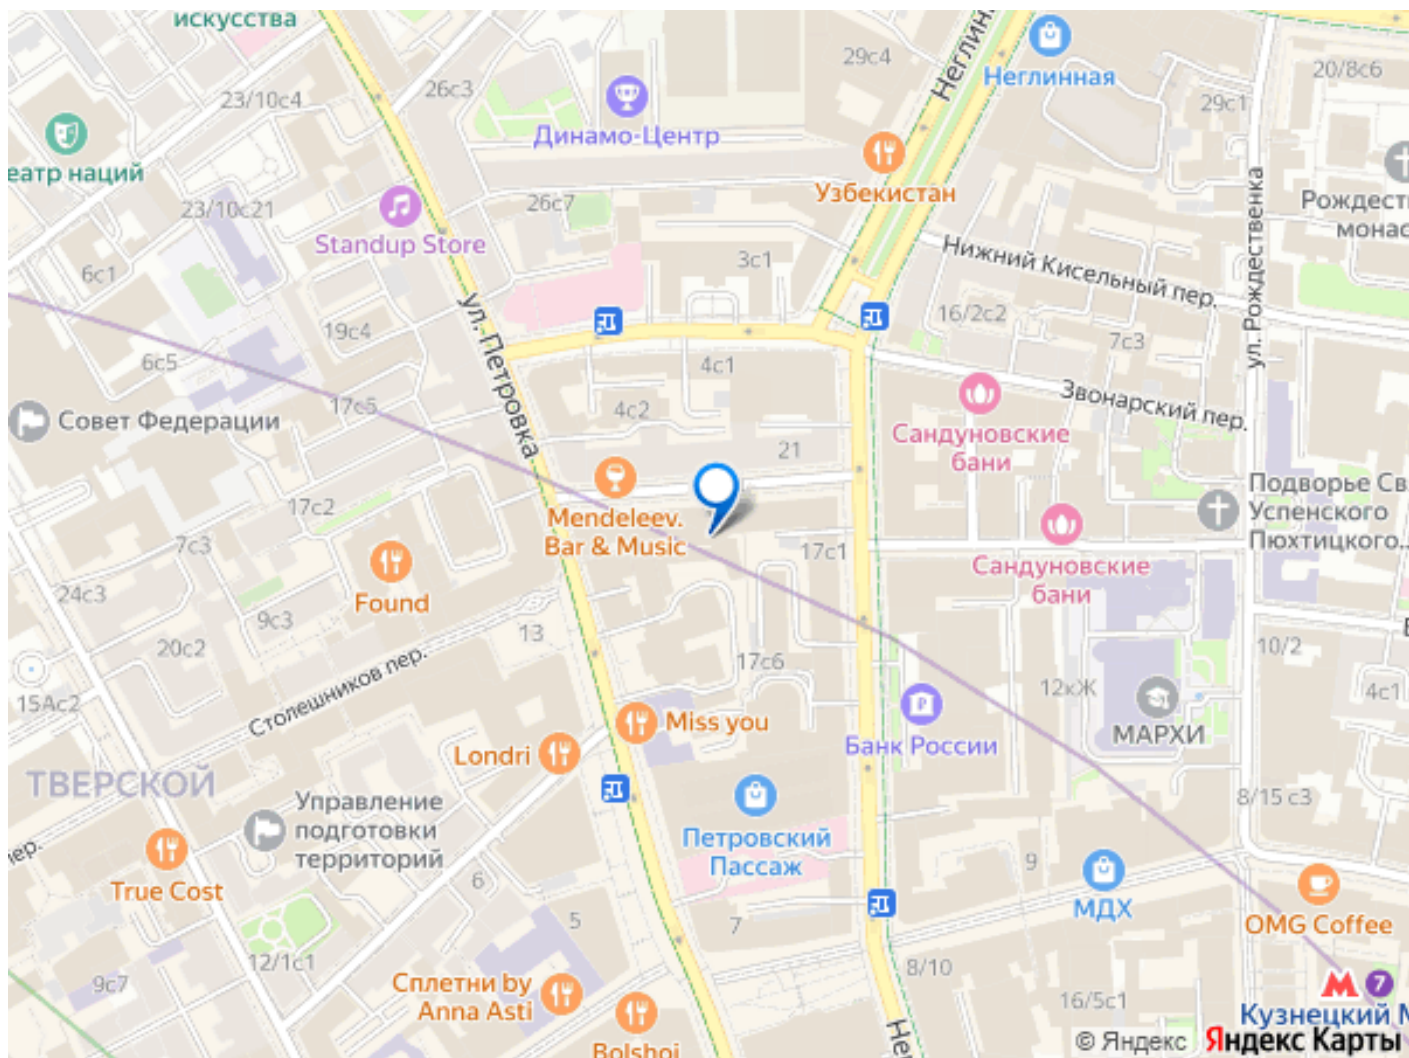 искусства
Неглинная
29с4
20/8с6
26с3
23/10с4
29с1
Динамо-Центр
еатр наций
Узбекистан
ул. Рождественка
Рождест
монас
26с7
23/10с21
Standup Store
Нижний Кисельный пер.
3с1
6с1
16/2с2
19с4
7с3
ул. Петровка
6с5
4с1
Звонарский пер.
17с5
4с2
Совет Федерации
Сандуновские
бани
21
Подворье Св
Успенского
Пюхтицкого...
17с2
Mendeleev.
Bar & Music
7с3
17с1
Сандуновские
бани
24с3
Found
9с3
13
20с2
17с6
10/2
Столешников пер.
15Ас2
12кЖ
4с1
Miss you
МАРХИ
Londri
Банк России
ТВЕРСКОЙ
Управление
подготовки
территорий
8/15 с3
Петровский
Пассаж
пер.
True Cost
6
9
МДХ
5
7
OMG Coffee
12/1с1
8/10
9с7
Сплетни by
Anna Asti
16/5с1
7
Кузнецкий М
Bolshoi
© Яндекс
Яндекс Карты